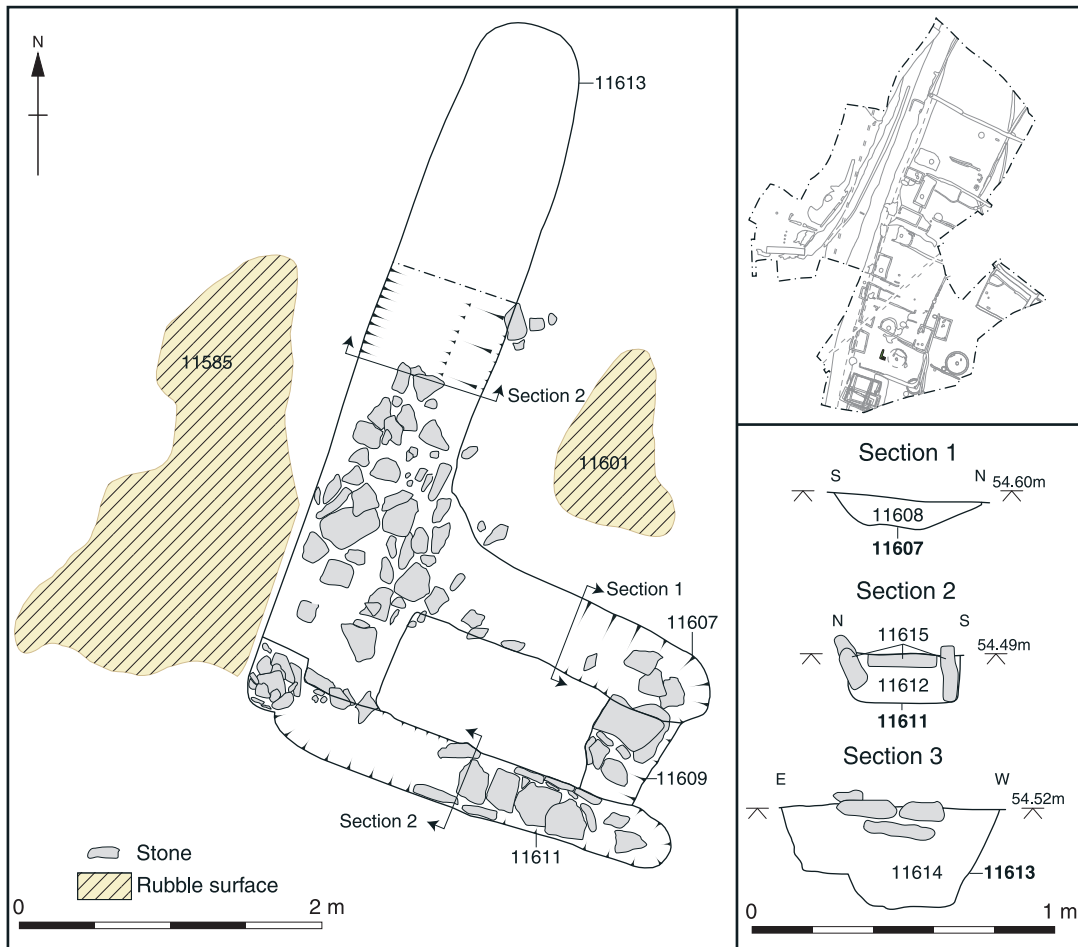 N
11613
11585
Section 2
11601
Section 1
11607
11609
Section 2
11611
Stone
Rubble surface
0 2 m
Section 1
S N 54.60m
11608
11607
Section 2
N 11615 S
54.49m
11612
11611
Section 3
E W
54.52m
11614 11613
0 1 m